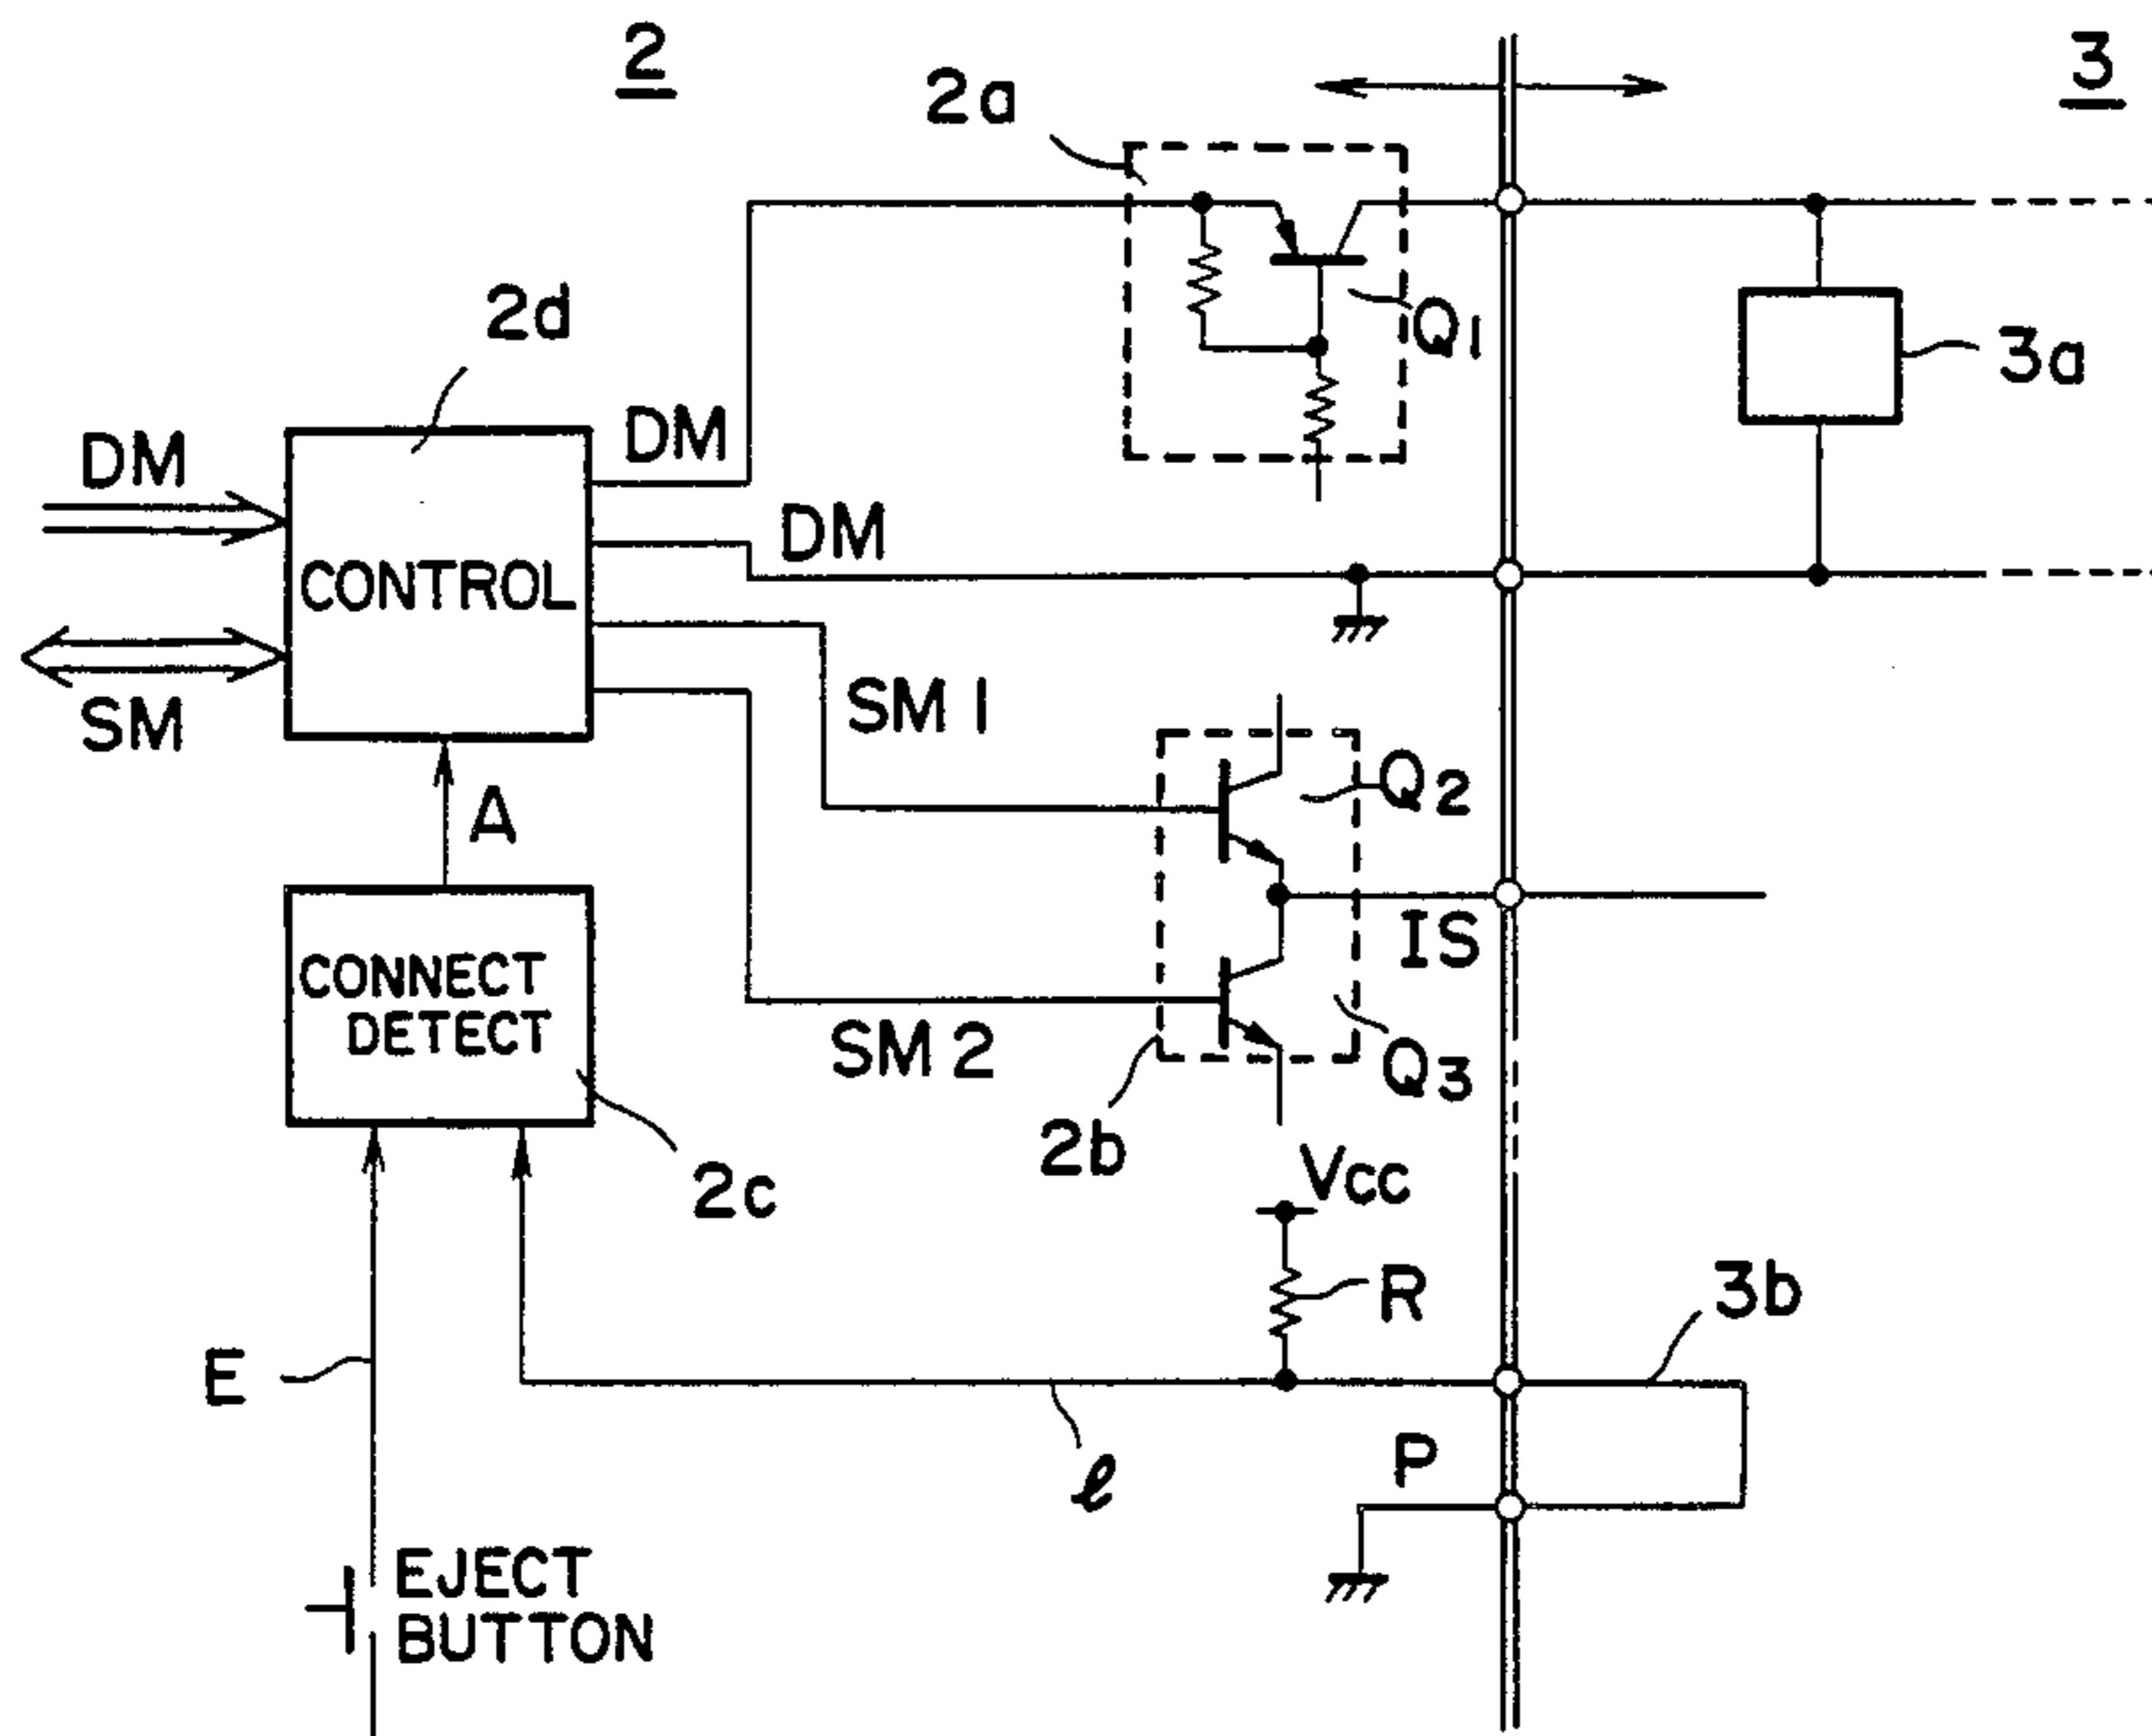 2
3
2a
Q1
2d
3a
DM
DM
DM
CONTROL
SM
SM 1
Q2
A
IS
CONNECT
DETECT
SM 2
Q3
2b
2c
Vcc
R
3b
E
ℓ
P
EJECT
BUTTON